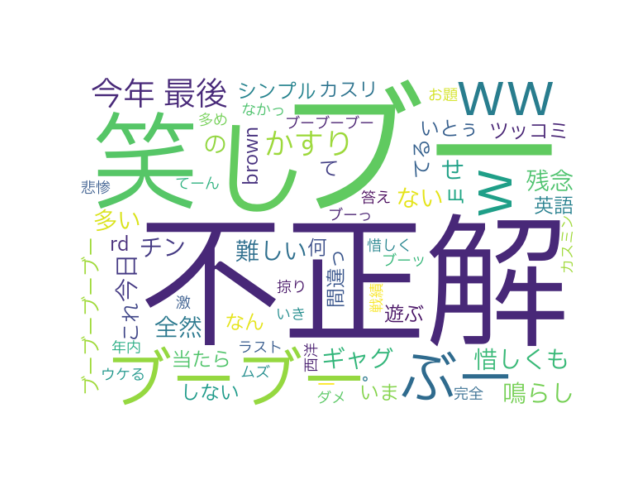 今年 最後
シンプル
カスリ
なかっ
お題
ww
笑
し
ブー
多め
ブーブーブー
いとぅ
ツッコミ
の
かすり
brown
て
てる
w
せ
ョ
残念
英語
悲惨
てーん
答え
ない
多い
ブーっ
rd
チン
不正解
難しい
何
惜しく
ブーッ
カスミン
これ
今日
間違っ
掠り
戦績
激
いき
遊ぶ
全然
なん
ブーブーブーブー
年内
当たら
ラスト
西洋
ギャグ
ぶー
惜しくも
ウケる
ムズ
ブーブー
。
しない
ー
ダメ
いま
完全
鳴らし